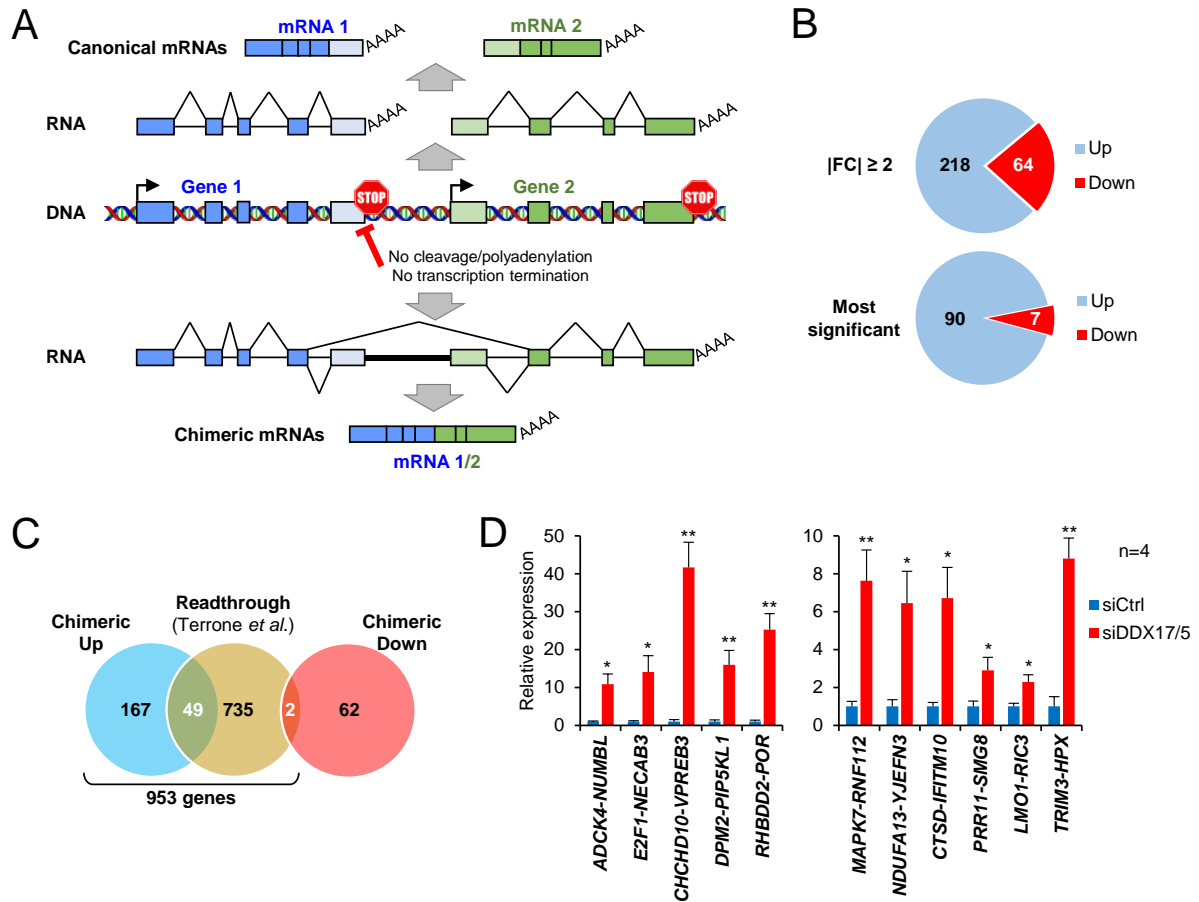 A
Canonical mRNAs
mRNA 1
AAAA
mRNA 2
AAAA
RNA
AAAA
AAAA
DNA
Gene 1
STOP
Gene 2
STOP
No cleavage/polyadenylation
No transcription termination
RNA
AAAA
Chimeric mRNAs
AAAA
mRNA 1/2
B
|FC| ≥ 2
218
64
Up
Down
Most
significant
90
7
Up
Down
C
Chimeric
Up
Readthrough
(Terrone et al.)
Chimeric
Down
167
49
735
2
62
953 genes
D
Relative expression
50
40
30
20
10
0
*
*
**
**
**
ADCK4-NUMBL
E2F1-NECAB3
CHCHD10-VPREB3
DPM2-PIP5KL1
RHBDD2-POR
10
8
6
4
2
0
**
*
*
*
*
**
MAPK7-RNF112
NDUFA13-YJEFN3
CTSD-IFITM10
PRR11-SMG8
LMO1-RIC3
TRIM3-HPX
n=4
siCtrl
siDDX17/5